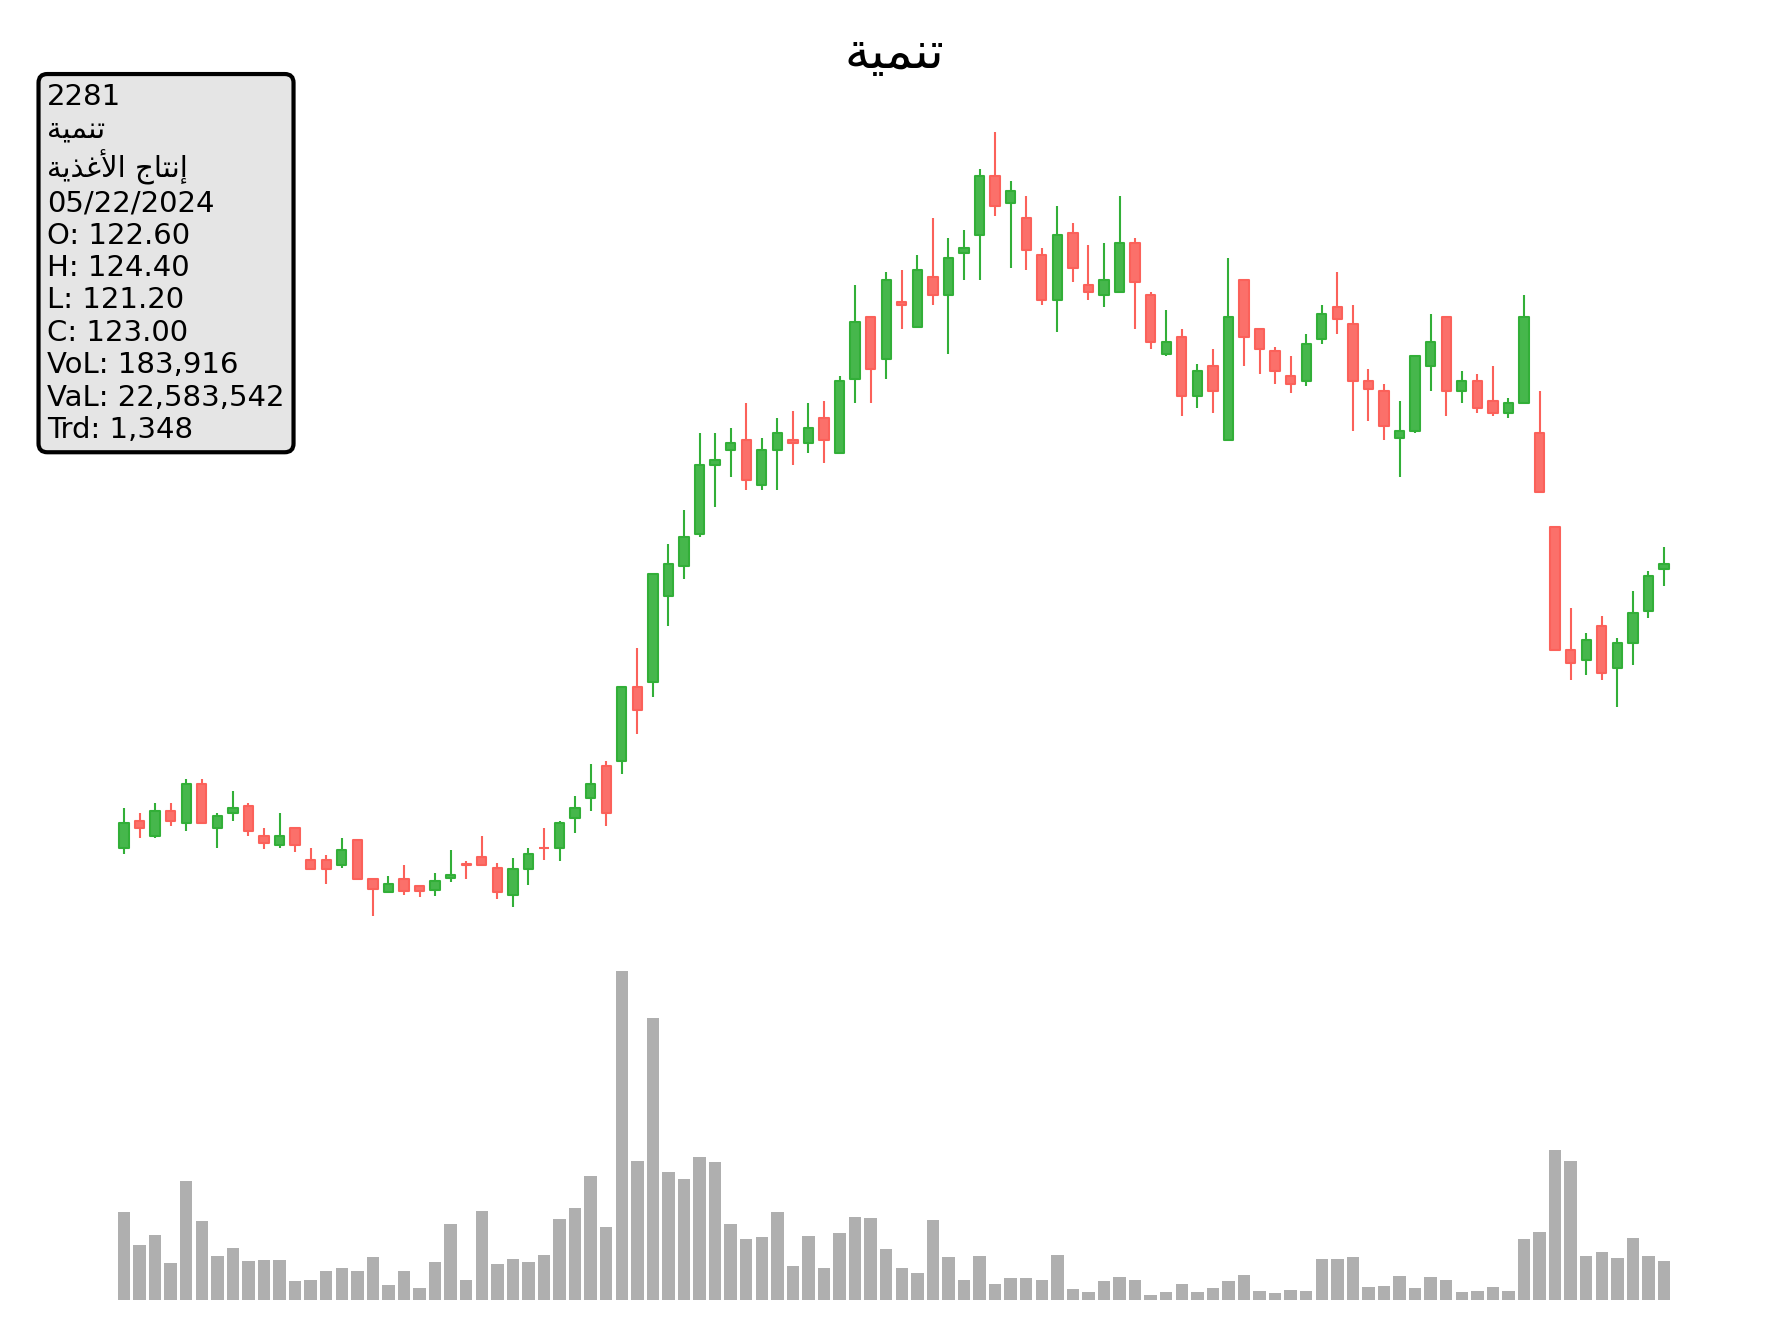 تنمية
2281
تنمية
إنتاج الأغذية
05/22/2024
O: 122.60
H: 124.40
L: 121.20
C: 123.00
VoL: 183,916
VaL: 22,583,542
Trd: 1,348